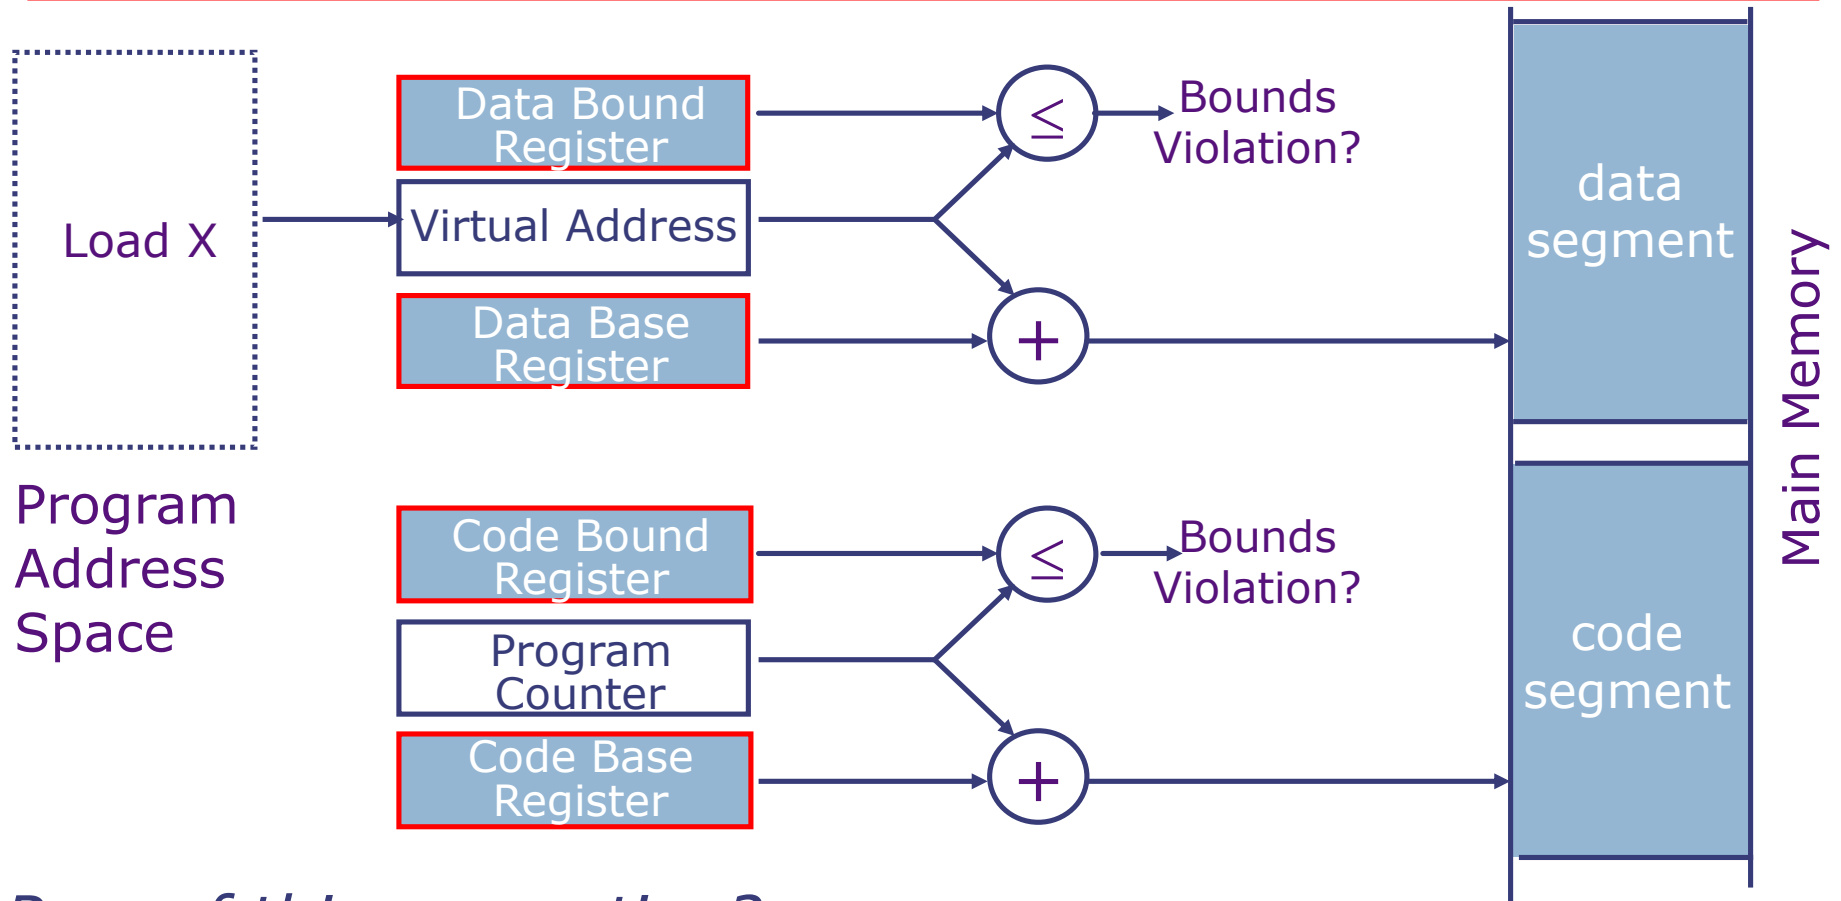 Load X
Program
Address
Space
Data Bound
Register
Virtual Address
Data Base
Register
≤
Bounds
Violation?
+
Code Bound
Register
Program
Counter
Code Base
Register
≤
Bounds
Violation?
+
data
segment
code
segment
Main Memory